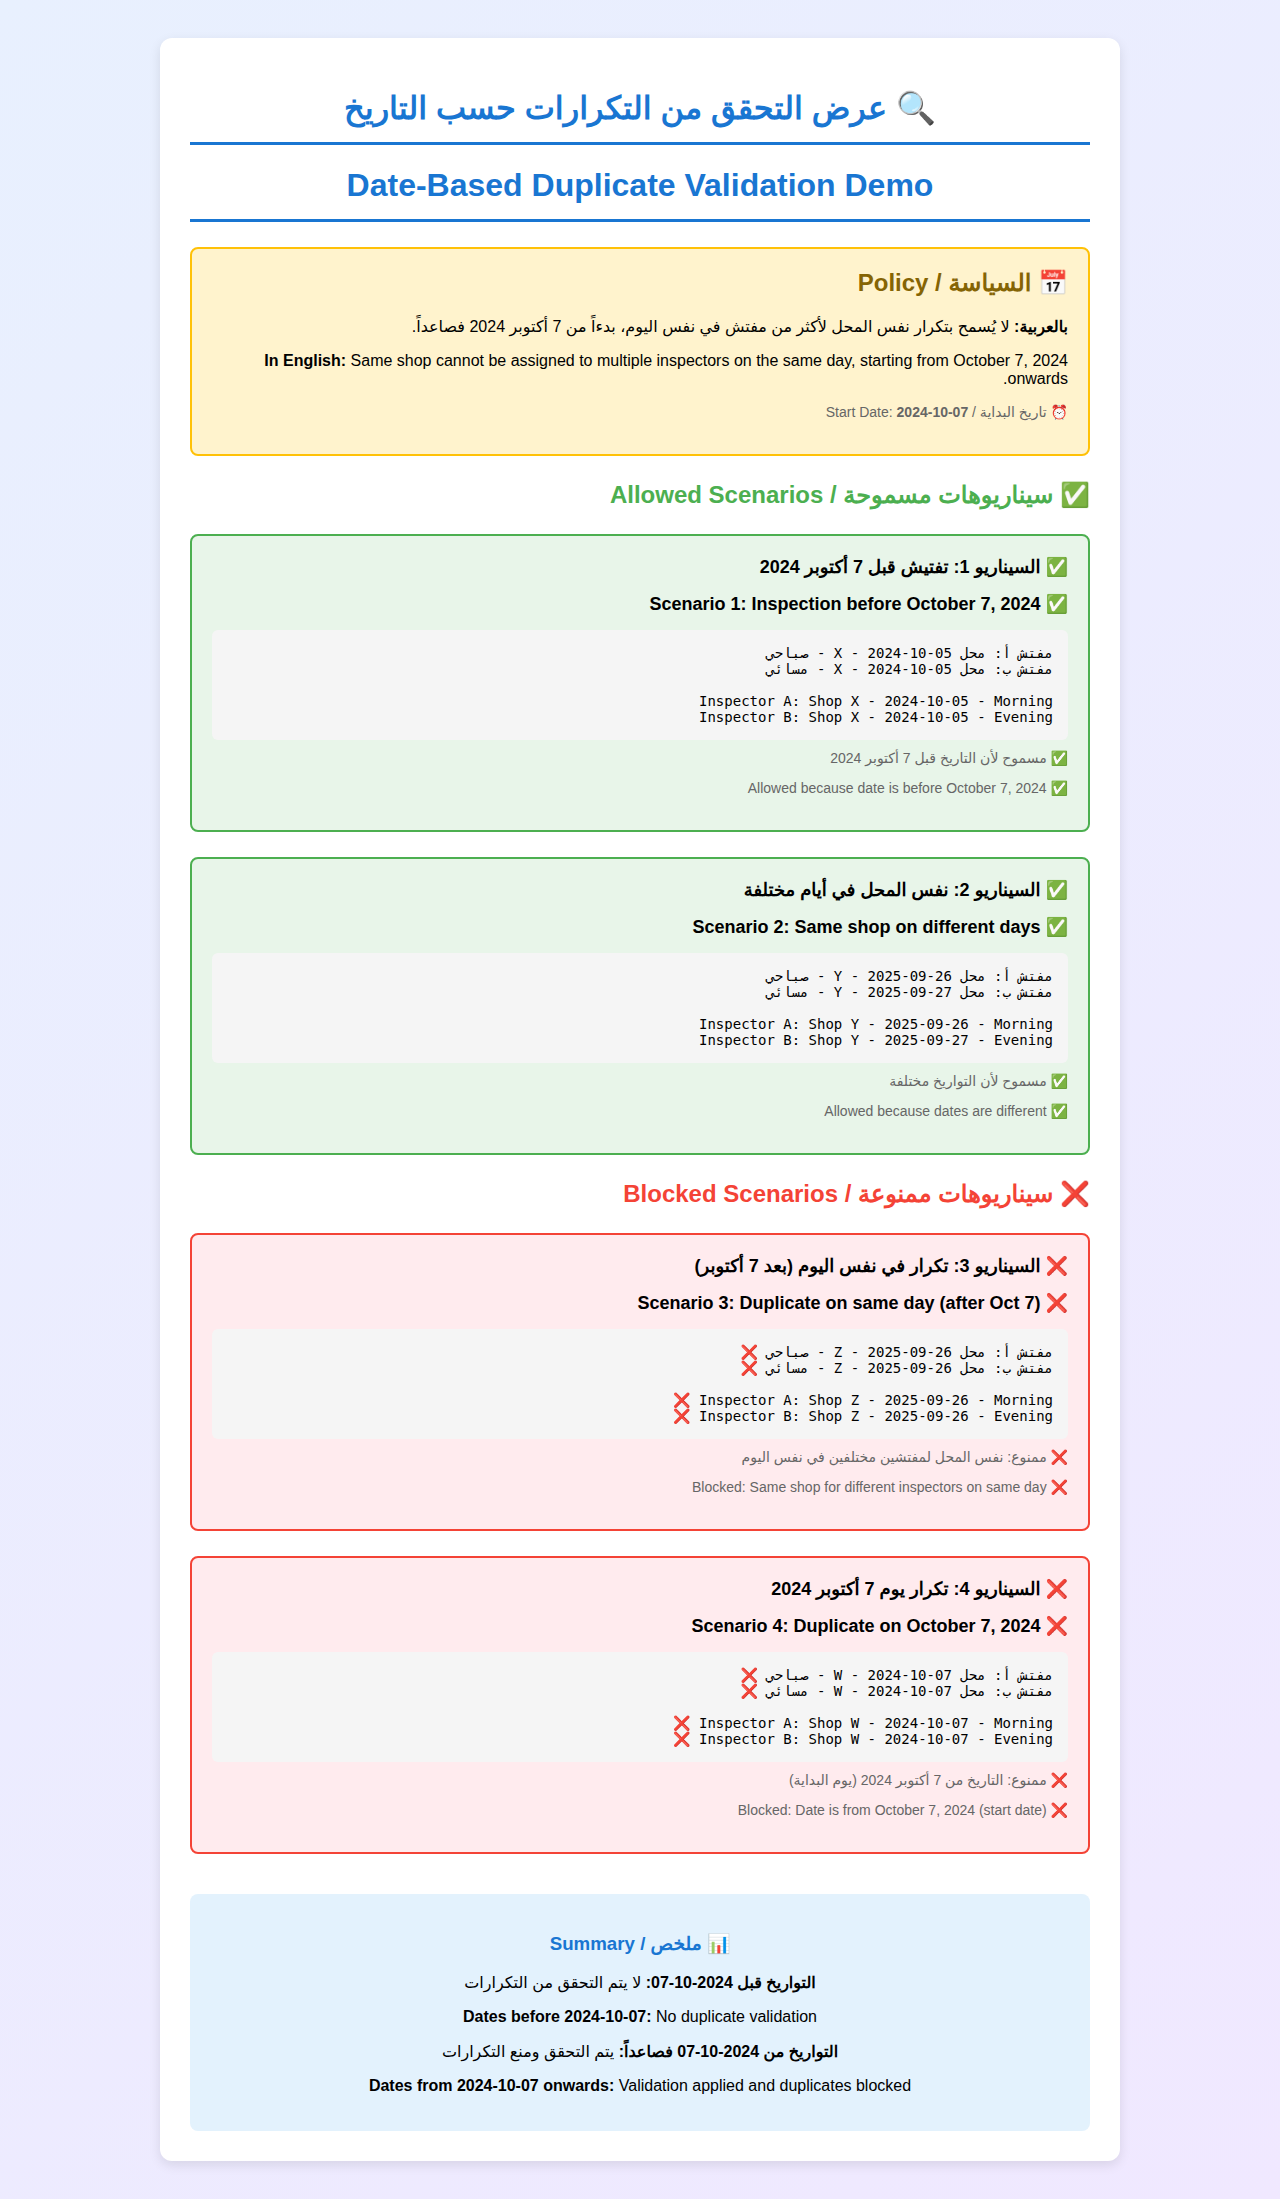 🔍 عرض التحقق من التكرارات حسب التاريخ
Date-Based Duplicate Validation Demo
📅 السياسة / Policy
بالعربية: لا يُسمح بتكرار نفس المحل لأكثر من مفتش في نفس اليوم، بدءاً من 7 أكتوبر 2024 فصاعداً.
In English: Same shop cannot be assigned to multiple inspectors on the same day, starting from October 7, 2024
onwards.
⏰ تاريخ البداية / Start Date: 2024-10-07
✅ سيناريوهات مسموحة / Allowed Scenarios
✅ السيناريو 1: تفتيش قبل 7 أكتوبر 2024
✅ Scenario 1: Inspection before October 7, 2024
مفتش أ: محل X - 2024-10-05 - صباحي
مفتش ب: محل X - 2024-10-05 - مسائي
Inspector A: Shop X - 2024-10-05 - Morning
Inspector B: Shop X - 2024-10-05 - Evening
✅ مسموح لأن التاريخ قبل 7 أكتوبر 2024
✅ Allowed because date is before October 7, 2024
✅ السيناريو 2: نفس المحل في أيام مختلفة
✅ Scenario 2: Same shop on different days
مفتش أ: محل Y - 2025-09-26 - صباحي
مفتش ب: محل Y - 2025-09-27 - مسائي
Inspector A: Shop Y - 2025-09-26 - Morning
Inspector B: Shop Y - 2025-09-27 - Evening
✅ مسموح لأن التواريخ مختلفة
✅ Allowed because dates are different
❌ سيناريوهات ممنوعة / Blocked Scenarios
❌ السيناريو 3: تكرار في نفس اليوم (بعد 7 أكتوبر)
❌ Scenario 3: Duplicate on same day (after Oct 7)
مفتش أ: محل Z - 2025-09-26 - صباحي ❌
مفتش ب: محل Z - 2025-09-26 - مسائي ❌
Inspector A: Shop Z - 2025-09-26 - Morning ❌
Inspector B: Shop Z - 2025-09-26 - Evening ❌
❌ ممنوع: نفس المحل لمفتشين مختلفين في نفس اليوم
❌ Blocked: Same shop for different inspectors on same day
❌ السيناريو 4: تكرار يوم 7 أكتوبر 2024
❌ Scenario 4: Duplicate on October 7, 2024
مفتش أ: محل W - 2024-10-07 - صباحي ❌
مفتش ب: محل W - 2024-10-07 - مسائي ❌
Inspector A: Shop W - 2024-10-07 - Morning ❌
Inspector B: Shop W - 2024-10-07 - Evening ❌
❌ ممنوع: التاريخ من 7 أكتوبر 2024 (يوم البداية)
❌ Blocked: Date is from October 7, 2024 (start date)
📊 ملخص / Summary
التواريخ قبل 2024-10-07: لا يتم التحقق من التكرارات
Dates before 2024-10-07: No duplicate validation
التواريخ من 2024-10-07 فصاعداً: يتم التحقق ومنع التكرارات
Dates from 2024-10-07 onwards: Validation applied and duplicates blocked